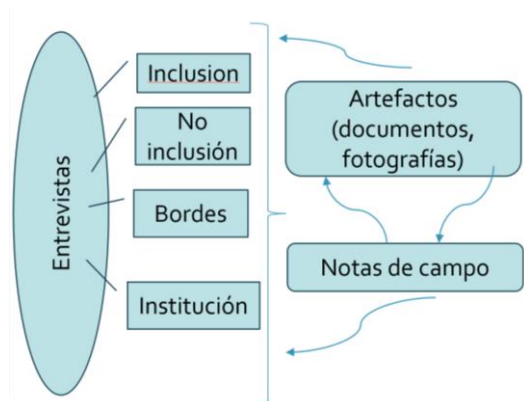 Entrevistas
Inclusion
No
inclusión
Bordes
Institución
Artefactos
(documentos,
fotografías)
Notas de campo